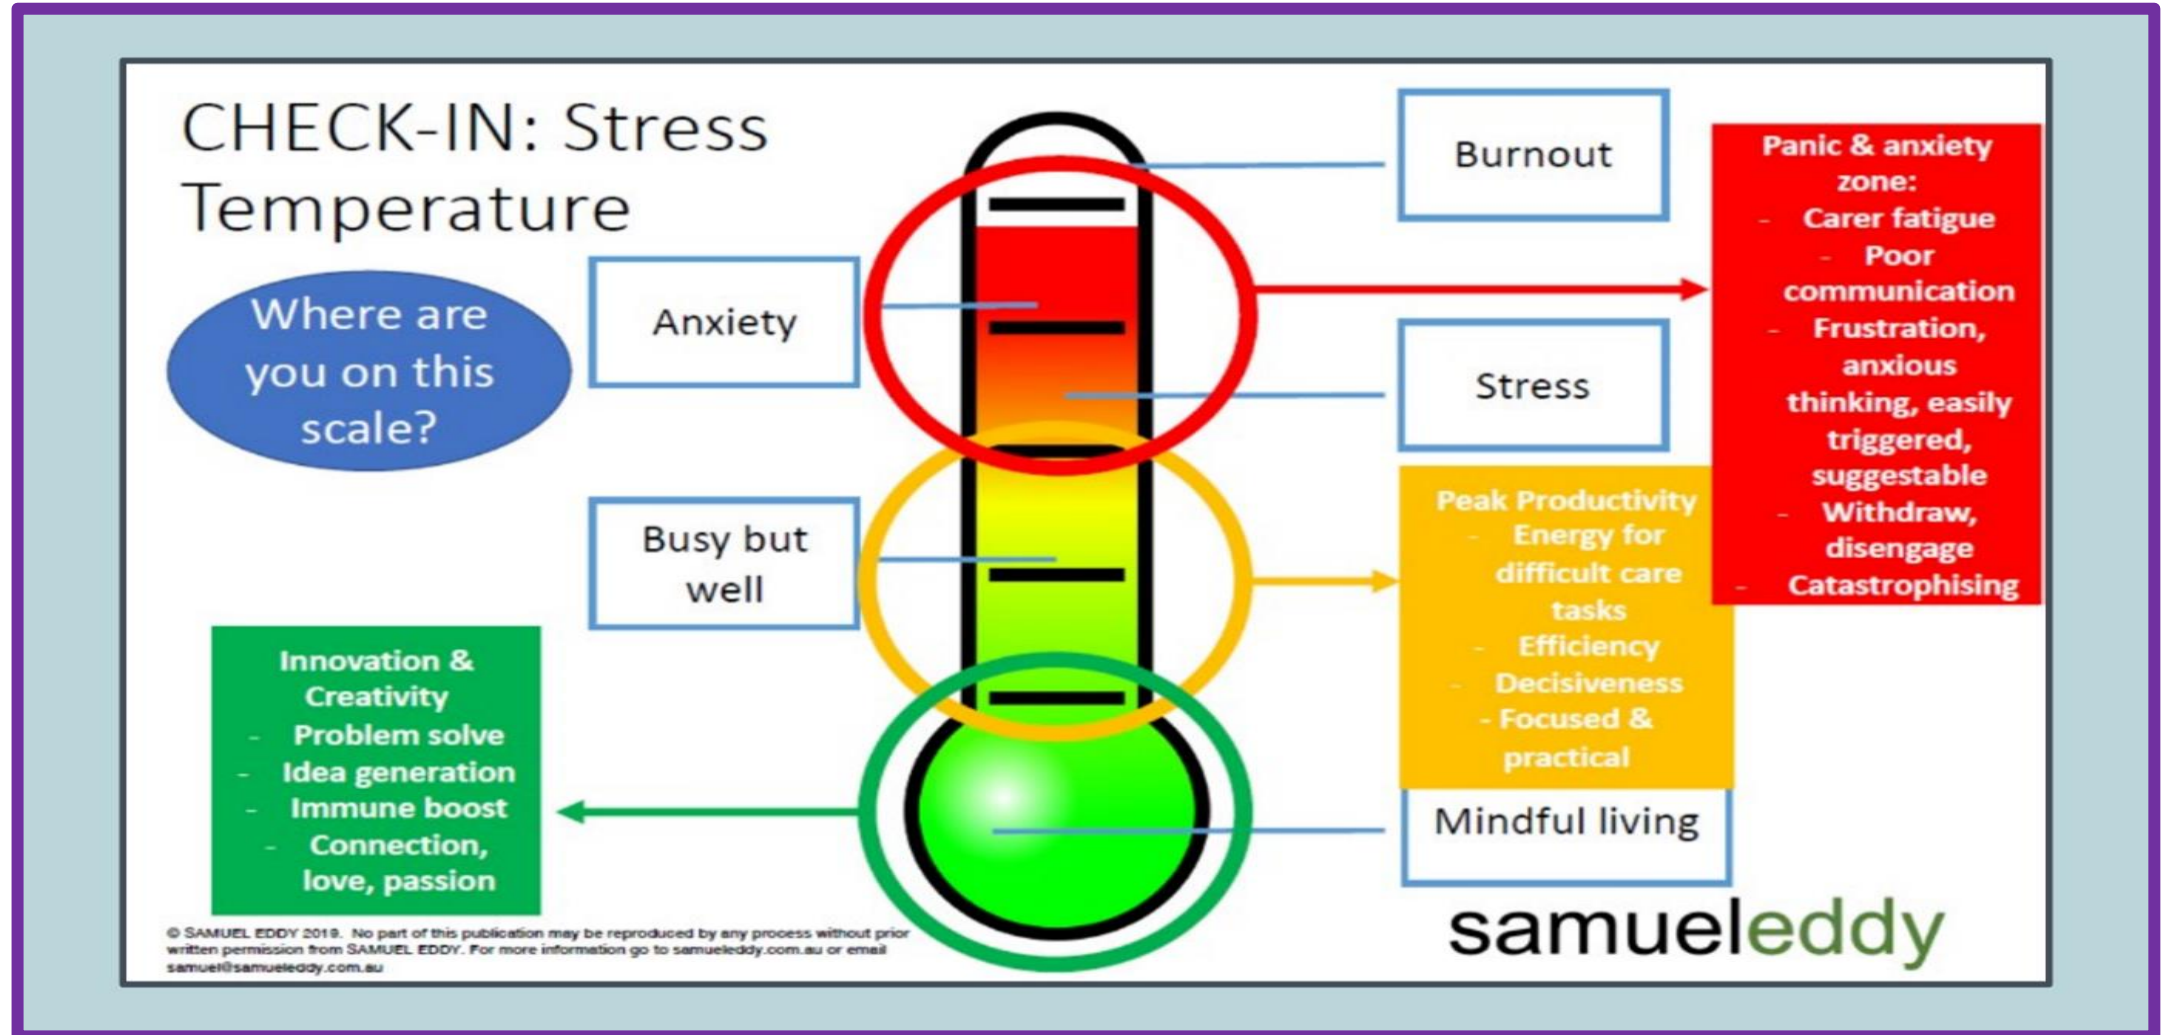 CHECK-IN: Stress
Temperature
Where are
you on this
scale?
Anxiety
Busy but
well
Innovation &
Creativity
- Problem solve
- Idea generation
- Immune boost
- Connection,
love, passion
Burnout
Stress
Panic & anxiety
zone:
- Carer fatigue
- Poor
communication
- Frustration,
anxious
thinking, easily
triggered,
suggestable
- Withdraw,
disengage
- Catastrophising
Peak Productivity
- Energy for
difficult care
tasks
- Efficiency
- Decisiveness
- Focused &
practical
Mindful living
© SAMUEL EDDY 2019. No part of this publication may be reproduced by any process without prior
written permission from SAMUEL EDDY. For more information go to samueleddy.com.au or email
samuel@samueleddy.com.au
samueleddy